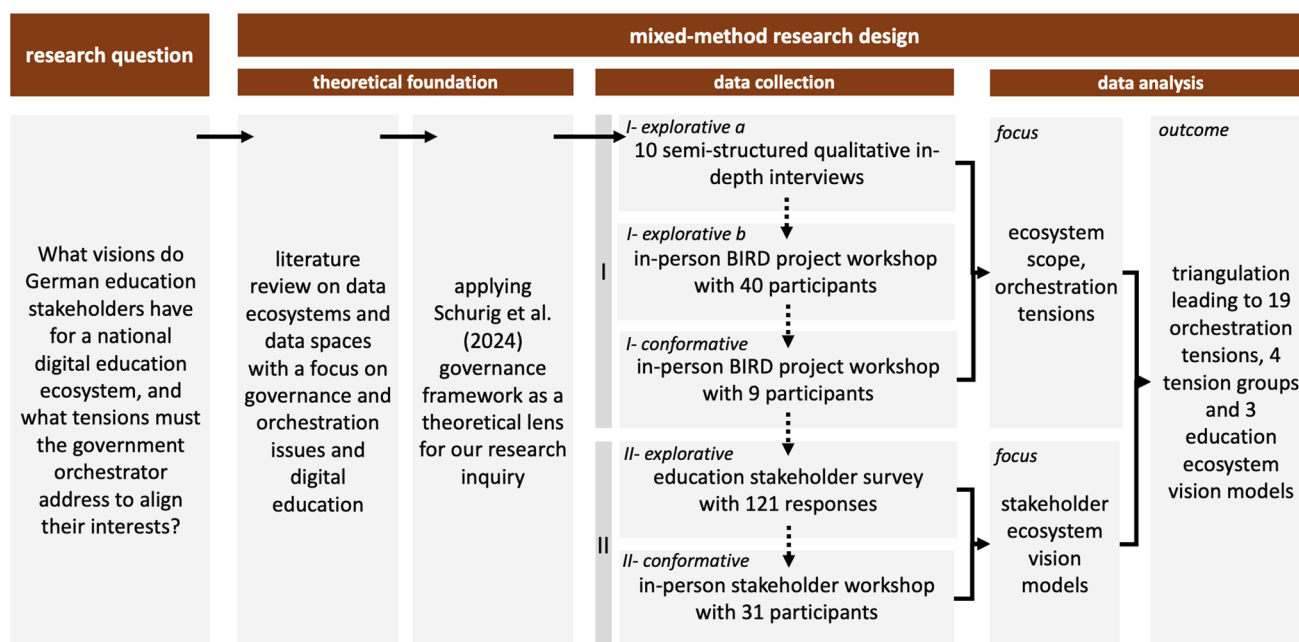 research question
mixed-method research design
theoretical foundation
data collection
data analysis
What visions do
German education
stakeholders have
for a national
digital education
ecosystem, and
what tensions must
the government
orchestrator
address to align
their interests?
literature
review on data
ecosystems and
data spaces
with a focus on
governance and
orchestration
issues and
digital
education
applying
Schurig et al.
(2024)
governance
framework as a
theoretical lens
for our research
inquiry
I
I- explorative a
10 semi-structured qualitative in-
depth interviews
I- explorative b
in-person BIRD project workshop
with 40 participants
I- conformative
in-person BIRD project workshop
with 9 participants
II
II- explorative
education stakeholder survey
with 121 responses
II- conformative
in-person stakeholder workshop
with 31 participants
focus
ecosystem
scope,
orchestration
tensions
focus
stakeholder
ecosystem
vision
models
outcome
triangulation
leading to 19
orchestration
tensions, 4
tension groups
and 3
education
ecosystem
vision models